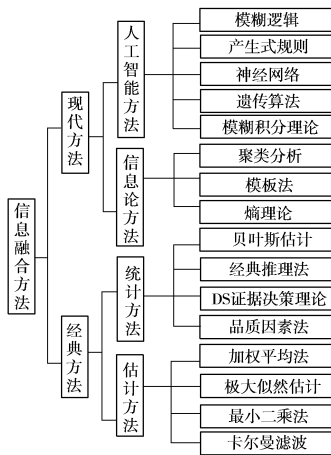 信息融合方法
现代方法
人工智能方法
模糊逻辑
产生式规则
神经网络
遗传算法
模糊积分理论
信息论方法
聚类分析
模板法
熵理论
经典方法
统计方法
贝叶斯估计
经典推理法
DS证据决策理论
品质因素法
估计方法
加权平均法
极大似然估计
最小二乘法
卡尔曼滤波